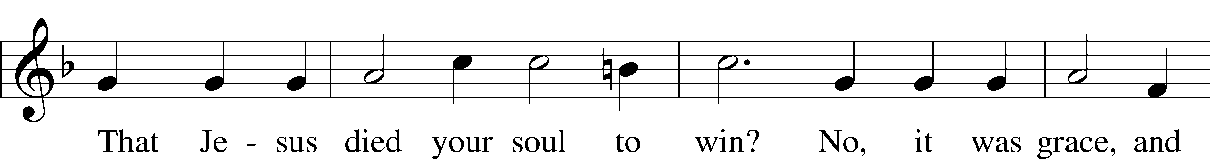 That Je - sus died your soul to win? No, it was grace, and